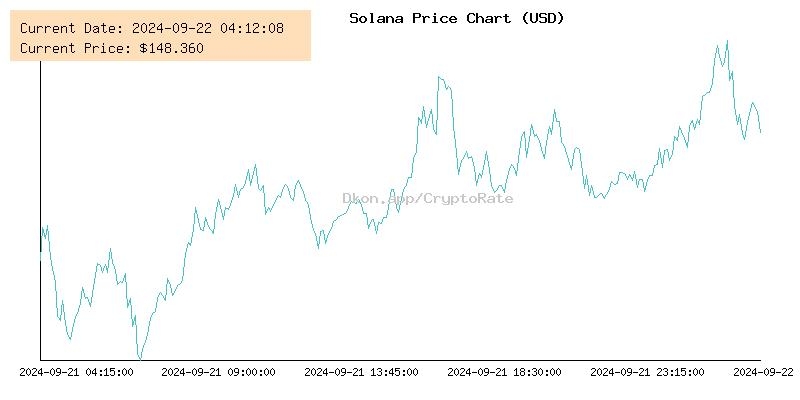 Solana Price Chart (USD)
Current Date: 2024-09-22 04:12:08
Current Price: $148.360
Dkon.app/CryptoRate
2024-09-21 04:15:00
2024-09-21 09:00:00
2024-09-21 13:45:00
2024-09-21 18:30:00
2024-09-21 23:15:00
2024-09-22